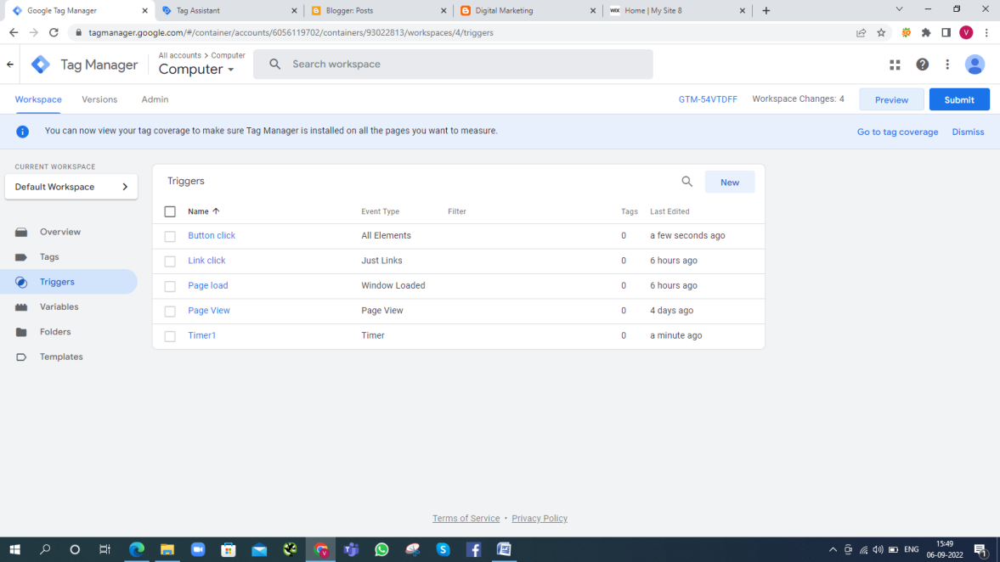 Google Tag Manager
Tag Assistant
Blogger: Posts
Digital Marketing
WIX Home | My Site 8
tagmanager.google.com/#/container/accounts/6056119702/containers/93022813/workspaces/4/triggers
V
Tag Manager
All accounts > Computer
Computer
Search workspace
Workspace Versions Admin
GTM-54VTDFF Workspace Changes: 4 Preview Submit
You can now view your tag coverage to make sure Tag Manager is installed on all the pages you want to measure.
Go to tag coverage Dismiss
CURRENT WORKSPACE
Default Workspace
Overview
Tags
Triggers
Variables
Folders
Templates
Triggers
New
Name Event Type Filter Tags Last Edited
Button click All Elements 0 a few seconds ago
Link click Just Links 0 6 hours ago
Page load Window Loaded 0 6 hours ago
Page View Page View 0 4 days ago
Timer1 Timer 0 a minute ago
Terms of Service • Privacy Policy
ENG
15:49
06-09-2022
1